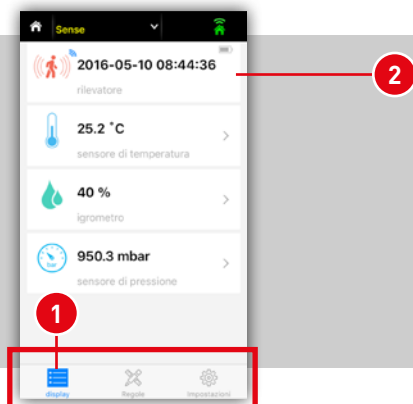 Sense
2016-05-10 08:44:36
rilevatore
2
25.2 °C
sensore di temperatura
40 %
igrometro
bar
950.3 mbar
sensore di pressione
1
display
Regole
Impostazioni